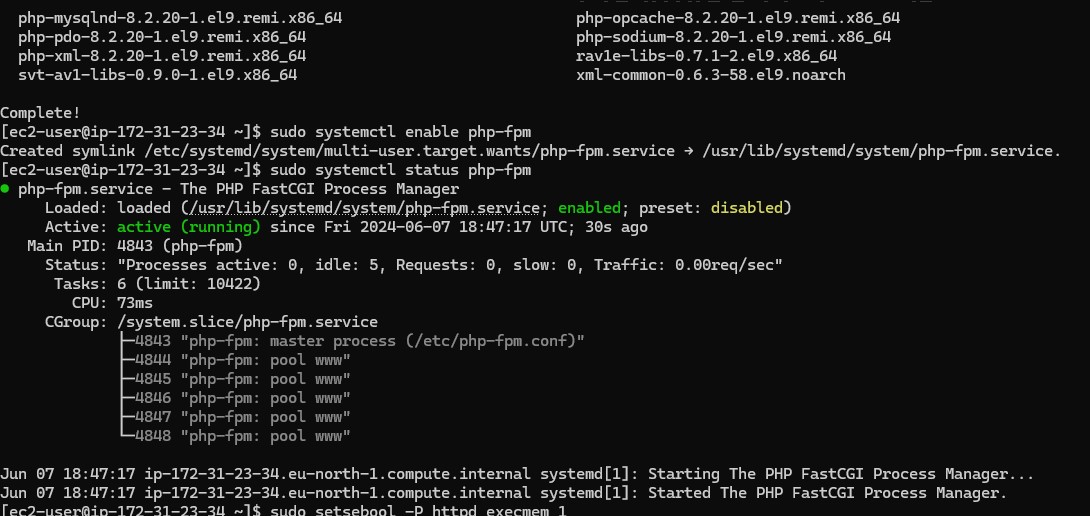 php-mysqlnd-8.2.20-1.el9.remi.x86_64 php-opcache-8.2.20-1.el9.remi.x86_64
php-pdo-8.2.20-1.el9.remi.x86_64 php-sodium-8.2.20-1.el9.remi.x86_64
php-xml-8.2.20-1.el9.remi.x86_64 rav1e-libs-0.7.1-2.el9.x86_64
svt-av1-libs-0.9.0-1.el9.x86_64 xml-common-0.6.3-58.el9.noarch
Complete!
[ec2-user@ip-172-31-23-34 ~]$ sudo systemctl enable php-fpm
Created symlink /etc/systemd/system/multi-user.target.wants/php-fpm.service → /usr/lib/systemd/system/php-fpm.service.
[ec2-user@ip-172-31-23-34 ~]$ sudo systemctl status php-fpm
● php-fpm.service - The PHP FastCGI Process Manager
Loaded: loaded (/usr/lib/systemd/system/php-fpm.service; enabled; preset: disabled)
Active: active (running) since Fri 2024-06-07 18:47:17 UTC; 30s ago
Main PID: 4843 (php-fpm)
Status: "Processes active: 0, idle: 5, Requests: 0, slow: 0, Traffic: 0.00req/sec"
Tasks: 6 (limit: 10422)
CPU: 73ms
CGroup: /system.slice/php-fpm.service
├─4843 "php-fpm: master process (/etc/php-fpm.conf)"
├─4844 "php-fpm: pool www"
├─4845 "php-fpm: pool www"
├─4846 "php-fpm: pool www"
├─4847 "php-fpm: pool www"
└─4848 "php-fpm: pool www"
Jun 07 18:47:17 ip-172-31-23-34.eu-north-1.compute.internal systemd[1]: Starting The PHP FastCGI Process Manager...
Jun 07 18:47:17 ip-172-31-23-34.eu-north-1.compute.internal systemd[1]: Started The PHP FastCGI Process Manager.
[ec2-user@ip-172-31-23-34 ~]$ sudo setsebool -P httpd_execmem 1